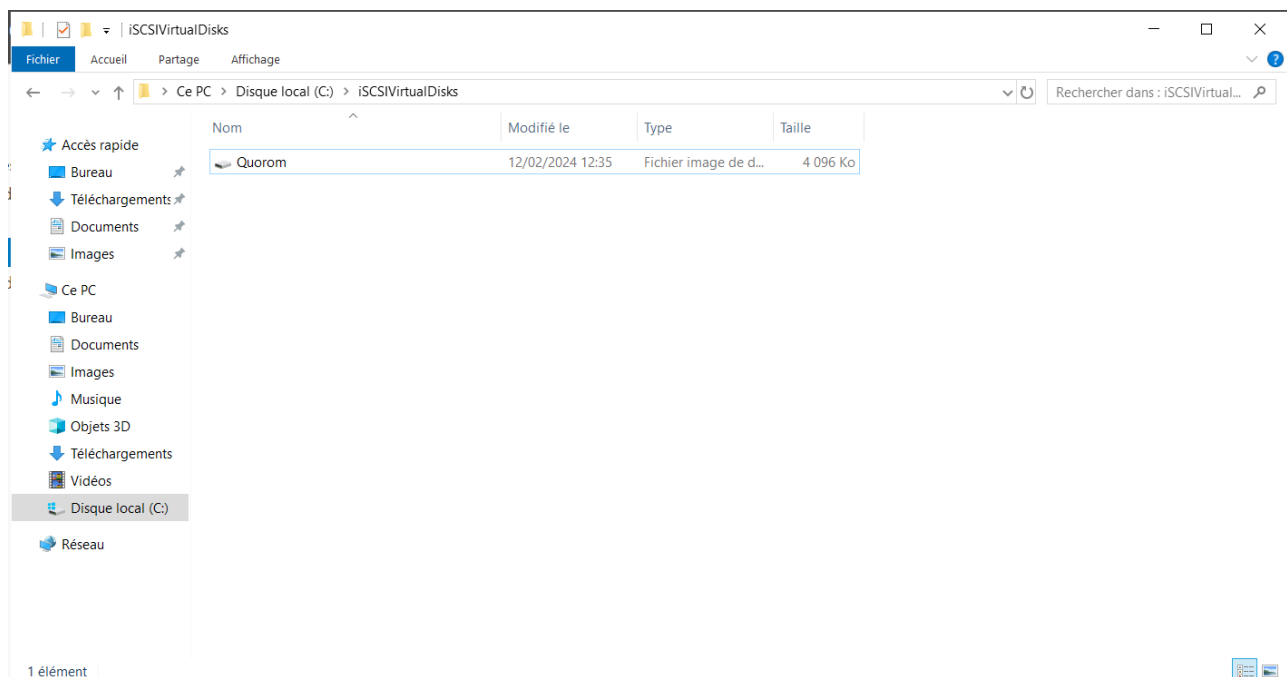 iSCSIVirtualDisks
Fichier Accueil Partage Affichage
Ce PC > Disque local (C:) > iSCSIVirtualDisks
Rechercher dans : iSCSIVirtual...
Nom Modifié le Type Taille
Quorom 12/02/2024 12:35 Fichier image de d... 4 096 Ko
Accès rapide
Bureau
Téléchargements
Documents
Images
Ce PC
Bureau
Documents
Images
Musique
Objets 3D
Téléchargements
Vidéos
Disque local (C:)
Réseau
1 élément